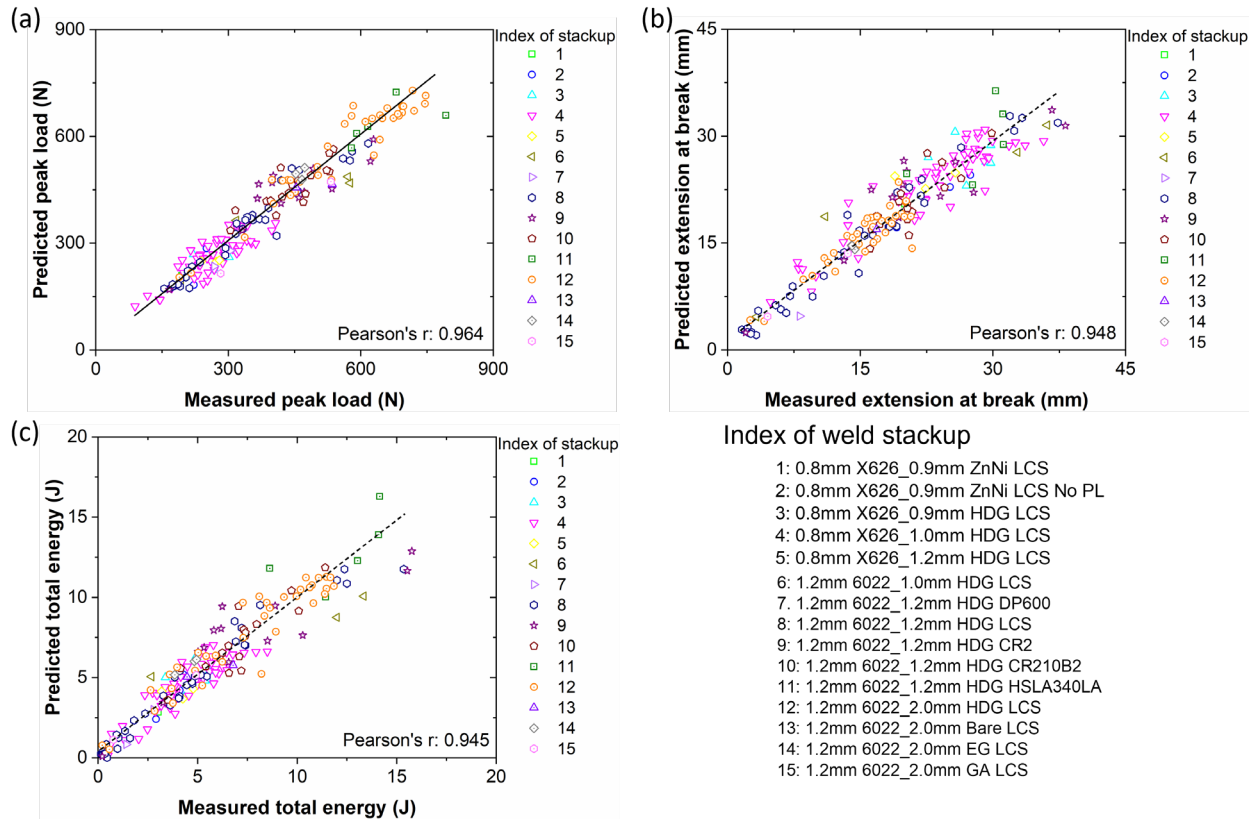 (a)
900
600
300
0
0
300
600
900
Predicted peak load (N)
Measured peak load (N)
Pearson's r: 0.964
Index of stackup
1
2
3
4
5
6
7
8
9
10
11
12
13
14
15
(b)
45
30
15
0
0
15
30
45
Predicted extension at break (mm)
Measured extension at break (mm)
Pearson's r: 0.948
Index of stackup
1
2
3
4
5
6
7
8
9
10
11
12
13
14
15
(c)
20
15
10
5
0
0
5
10
15
20
Predicted total energy (J)
Measured total energy (J)
Pearson's r: 0.945
Index of stackup
1
2
3
4
5
6
7
8
9
10
11
12
13
14
15
Index of weld stackup
1: 0.8mm X626_0.9mm ZnNi LCS
2: 0.8mm X626_0.9mm ZnNi LCS No PL
3: 0.8mm X626_0.9mm HDG LCS
4: 0.8mm X626_1.0mm HDG LCS
5: 0.8mm X626_1.2mm HDG LCS
6: 1.2mm 6022_1.0mm HDG LCS
7: 1.2mm 6022_1.2mm HDG DP600
8: 1.2mm 6022_1.2mm HDG LCS
9: 1.2mm 6022_1.2mm HDG CR2
10: 1.2mm 6022_1.2mm HDG CR210B2
11: 1.2mm 6022_1.2mm HDG HSLA340LA
12: 1.2mm 6022_2.0mm HDG LCS
13: 1.2mm 6022_2.0mm Bare LCS
14: 1.2mm 6022_2.0mm EG LCS
15: 1.2mm 6022_2.0mm GA LCS